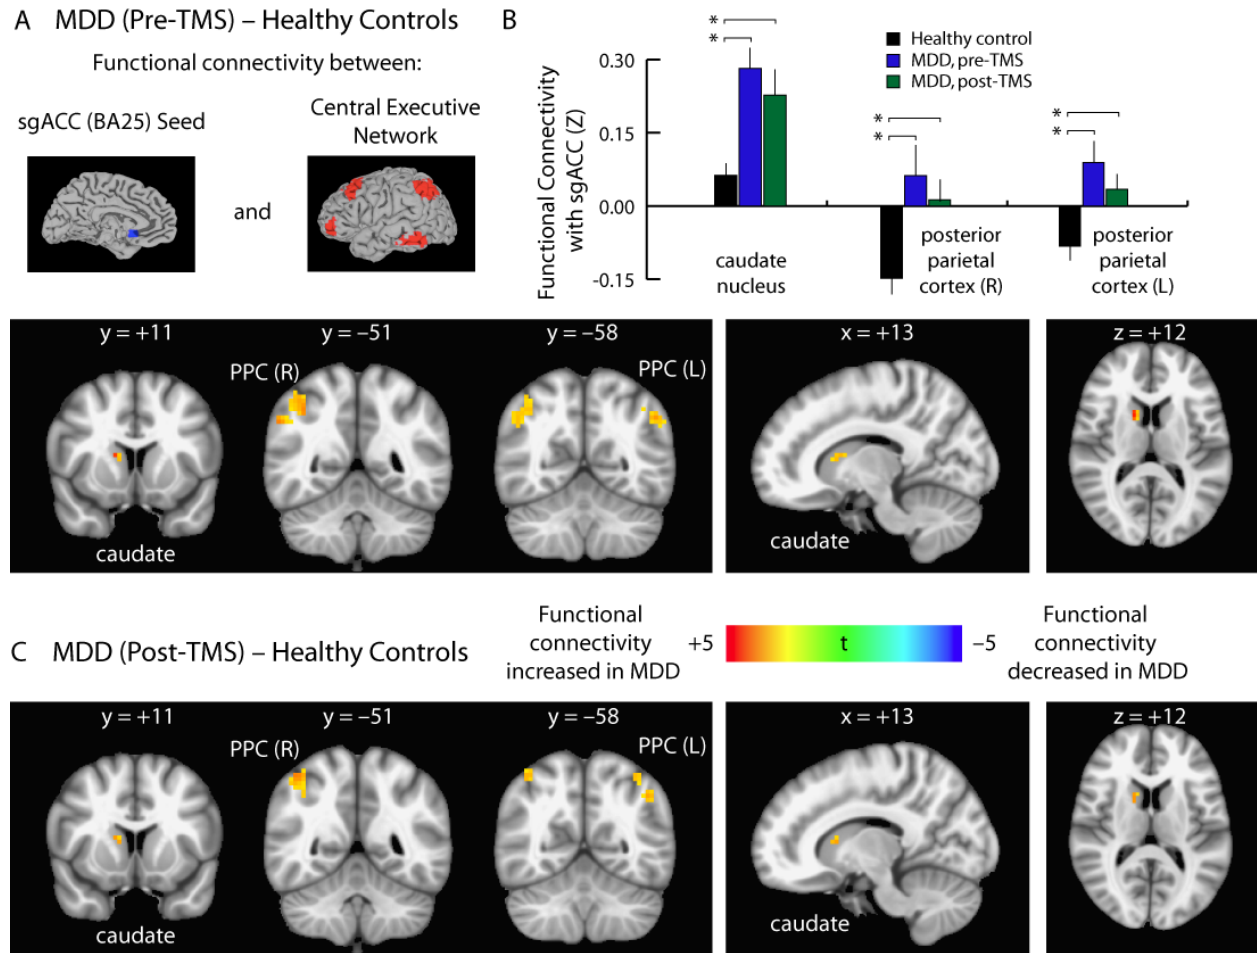 A MDD (Pre-TMS) – Healthy Controls
Functional connectivity between:
sgACC (BA25) Seed
and
Central Executive
Network
B
Functional Connectivity
with sgACC (Z)
0.30
0.15
0.00
-0.15
* 
*
*
*
*
*
Healthy control
MDD, pre-TMS
MDD, post-TMS
caudate
nucleus
posterior
parietal
cortex (R)
posterior
parietal
cortex (L)
y = +11
caudate
y = –51
PPC (R)
y = –58
PPC (L)
x = +13
caudate
z = +12
C MDD (Post-TMS) – Healthy Controls
Functional
connectivity
increased in MDD
+5
t
–5
Functional
connectivity
decreased in MDD
y = +11
caudate
y = –51
PPC (R)
y = –58
PPC (L)
x = +13
caudate
z = +12